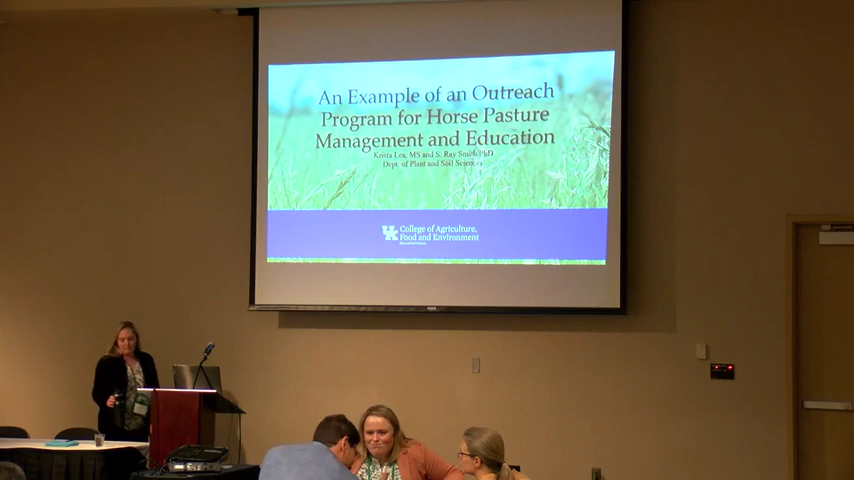 An Example of an Outreach
Program for Horse Pasture
Management and Education
Krista Lea, MS and S. Ray Smith PhD
Dept. of Plant and Soil Sciences
UK College of Agriculture,
Food and Environment